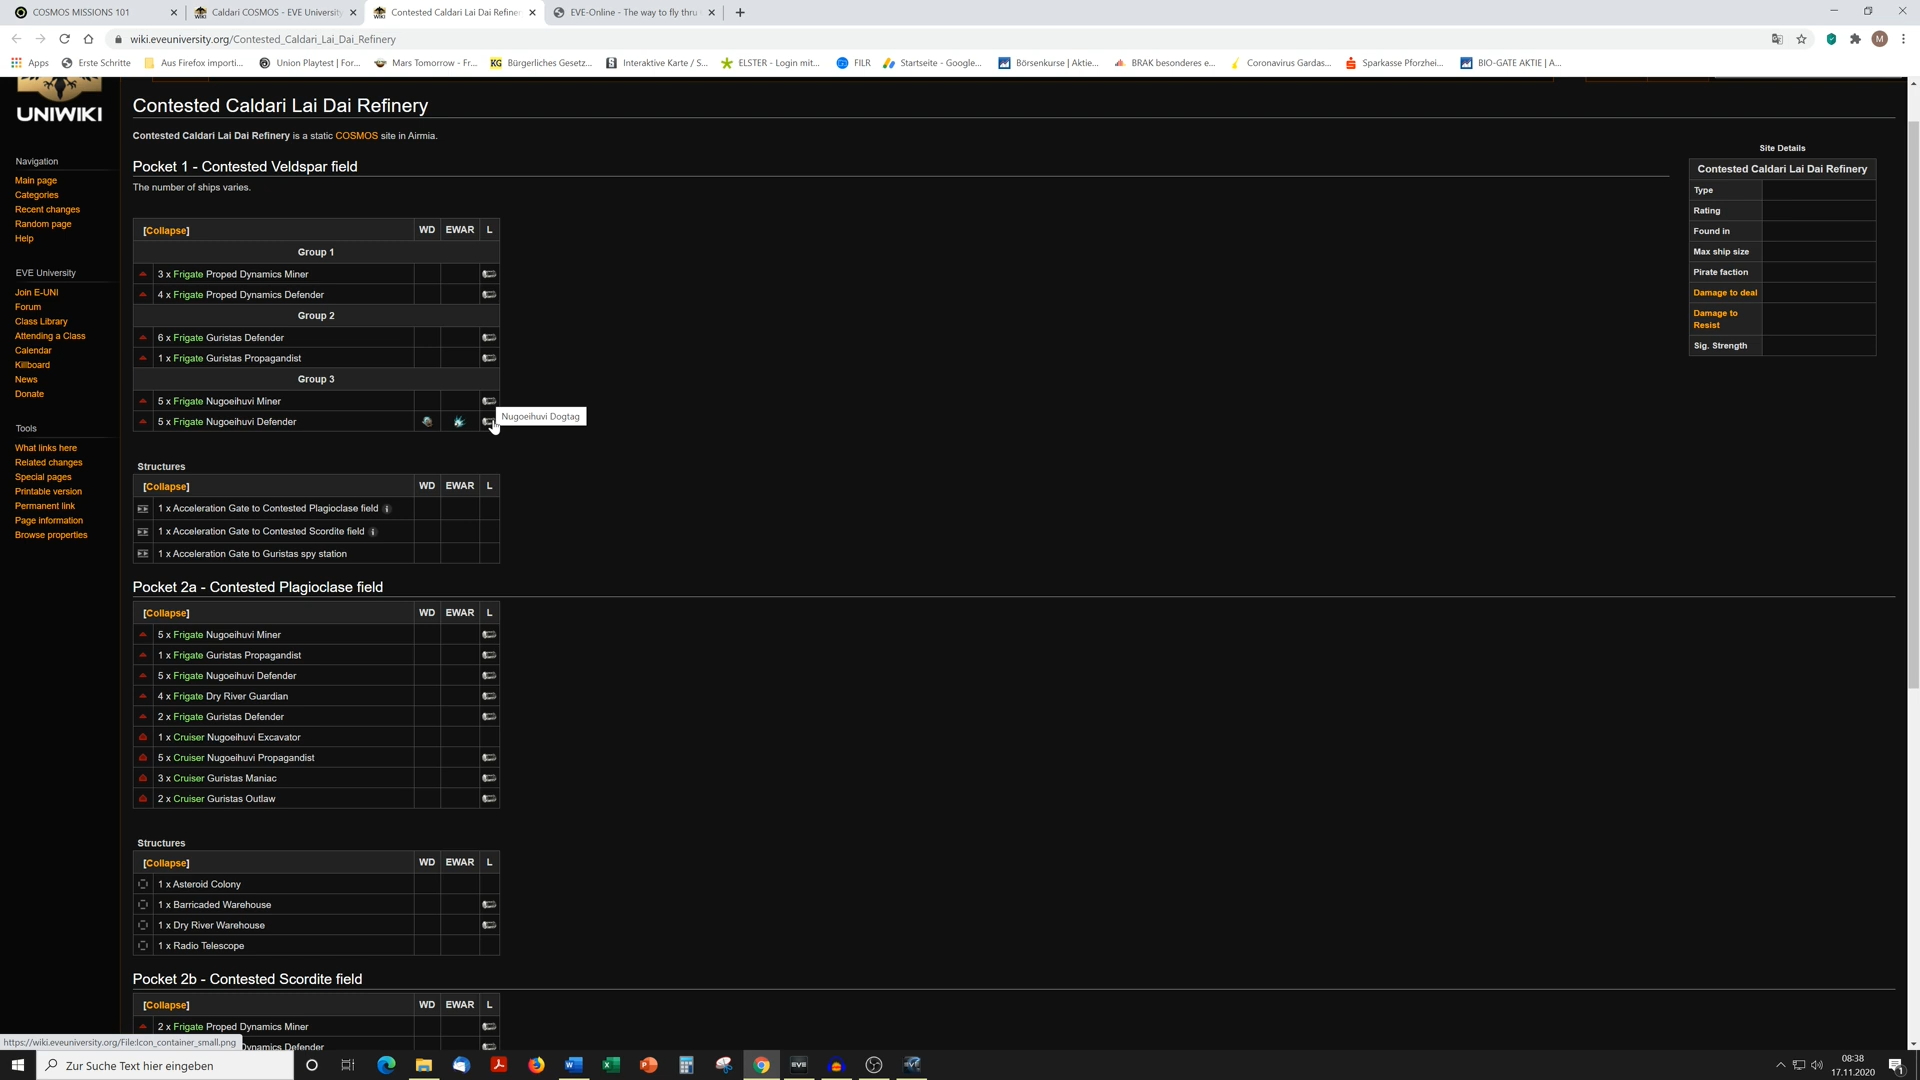 COSMOS MISSIONS 101
Caldari COSMOS - EVE University
Contested Caldari Lai Dai Refiner
EVE-Online - The way to fly thru
wiki.eveuniversity.org/Contested_Caldari_Lai_Dai_Refinery
M
Apps
Erste Schritte
Aus Firefox importi...
Union Playtest | For...
Mars Tomorrow - Fr...
KG Bürgerliches Gesetz...
Interaktive Karte / S...
ELSTER - Login mit...
FILR
Startseite - Google...
Börsenkurse | Aktie...
BRAK besonderes e...
Coronavirus Gardas...
Sparkasse Pforzhei...
BIO-GATE AKTIE | A...
UNIWIKI
Navigation
Main page
Categories
Recent changes
Random page
Help
EVE University
Join E-UNI
Forum
Class Library
Attending a Class
Calendar
Killboard
News
Donate
Tools
What links here
Related changes
Special pages
Printable version
Permanent link
Page information
Browse properties
Contested Caldari Lai Dai Refinery
Contested Caldari Lai Dai Refinery is a static COSMOS site in Airmia.
Pocket 1 - Contested Veldspar field
The number of ships varies.
[Collapse] WD EWAR L
Group 1
3 x Frigate Proped Dynamics Miner
4 x Frigate Proped Dynamics Defender
Group 2
6 x Frigate Guristas Defender
1 x Frigate Guristas Propagandist
Group 3
5 x Frigate Nugoeihuvi Miner
5 x Frigate Nugoeihuvi Defender
Nugoeihuvi Dogtag
Structures
[Collapse] WD EWAR L
1 x Acceleration Gate to Contested Plagioclase field
1 x Acceleration Gate to Contested Scordite field
1 x Acceleration Gate to Guristas spy station
Pocket 2a - Contested Plagioclase field
[Collapse] WD EWAR L
5 x Frigate Nugoeihuvi Miner
1 x Frigate Guristas Propagandist
5 x Frigate Nugoeihuvi Defender
4 x Frigate Dry River Guardian
2 x Frigate Guristas Defender
1 x Cruiser Nugoeihuvi Excavator
5 x Cruiser Nugoeihuvi Propagandist
3 x Cruiser Guristas Maniac
2 x Cruiser Guristas Outlaw
Structures
[Collapse] WD EWAR L
1 x Asteroid Colony
1 x Barricaded Warehouse
1 x Dry River Warehouse
1 x Radio Telescope
Pocket 2b - Contested Scordite field
[Collapse] WD EWAR L
2 x Frigate Proped Dynamics Miner
Dynamics Defender
Site Details
Contested Caldari Lai Dai Refinery
Type
Rating
Found in
Max ship size
Pirate faction
Damage to deal
Damage to
Resist
Sig. Strength
https://wiki.eveuniversity.org/File:Icon_container_small.png
Zur Suche Text hier eingeben
EVE
08:38
17.11.2020
1